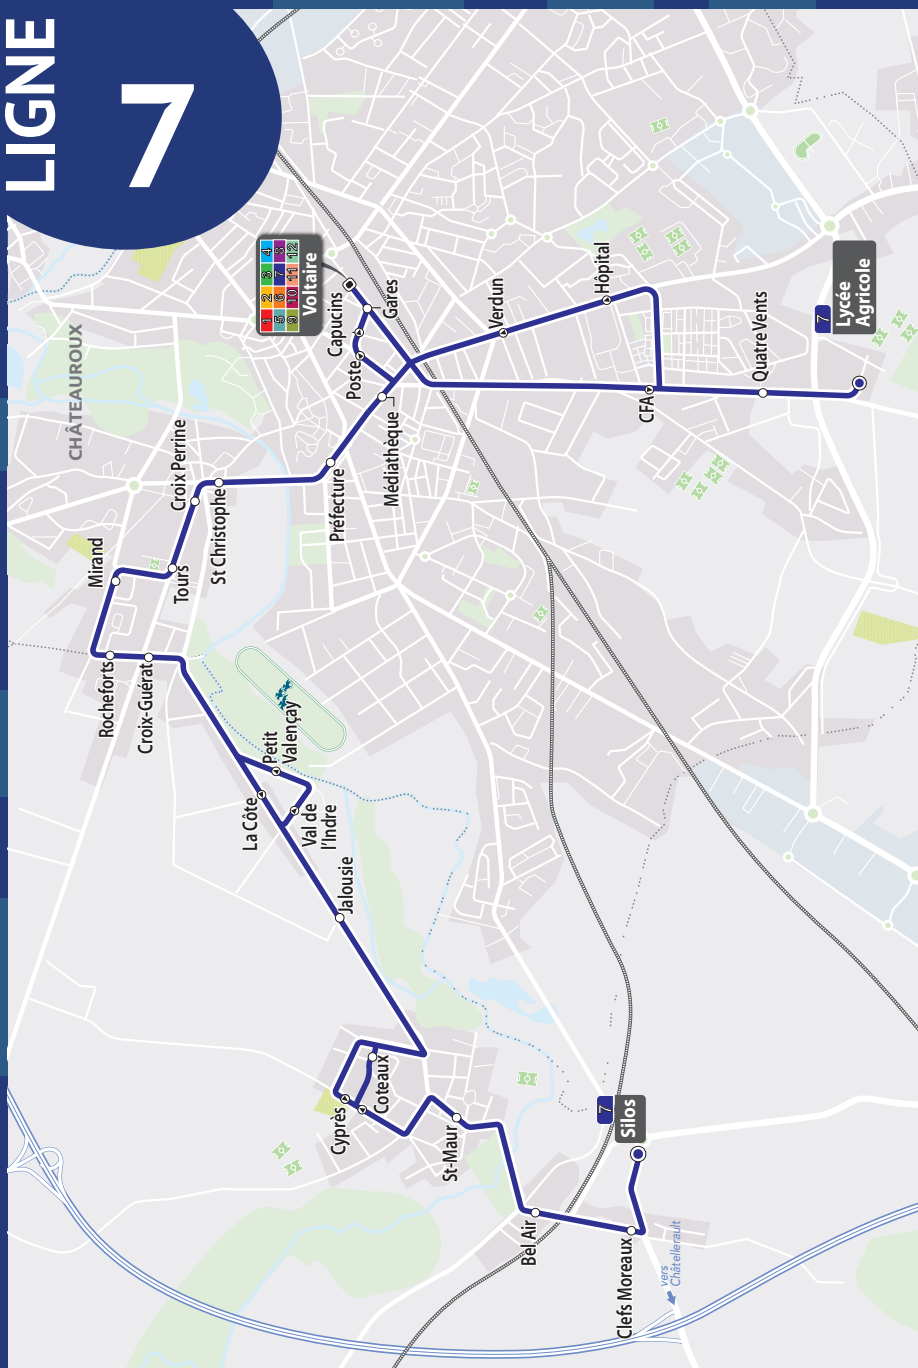 LIGNE
7
CHÂTEAUROUX
1 2 3 4
5 6 7 8
9 10 11 12
Voltaire
Capucins
Gares
Poste
Médiathèque
Verdun
Hôpital
CFA
Quatre Vents
7
Lycée
Agricole
Préfecture
St Christophe
Croix Perrine
Tours
Mirand
Rocheforts
Croix-Guérat
Petit
Valençay
La Côte
Val de
l'Indre
Jalousie
Coteaux
Cyprès
St-Maur
Bel Air
Clefs Moreaux
7
Silos
vers
Châtellerault